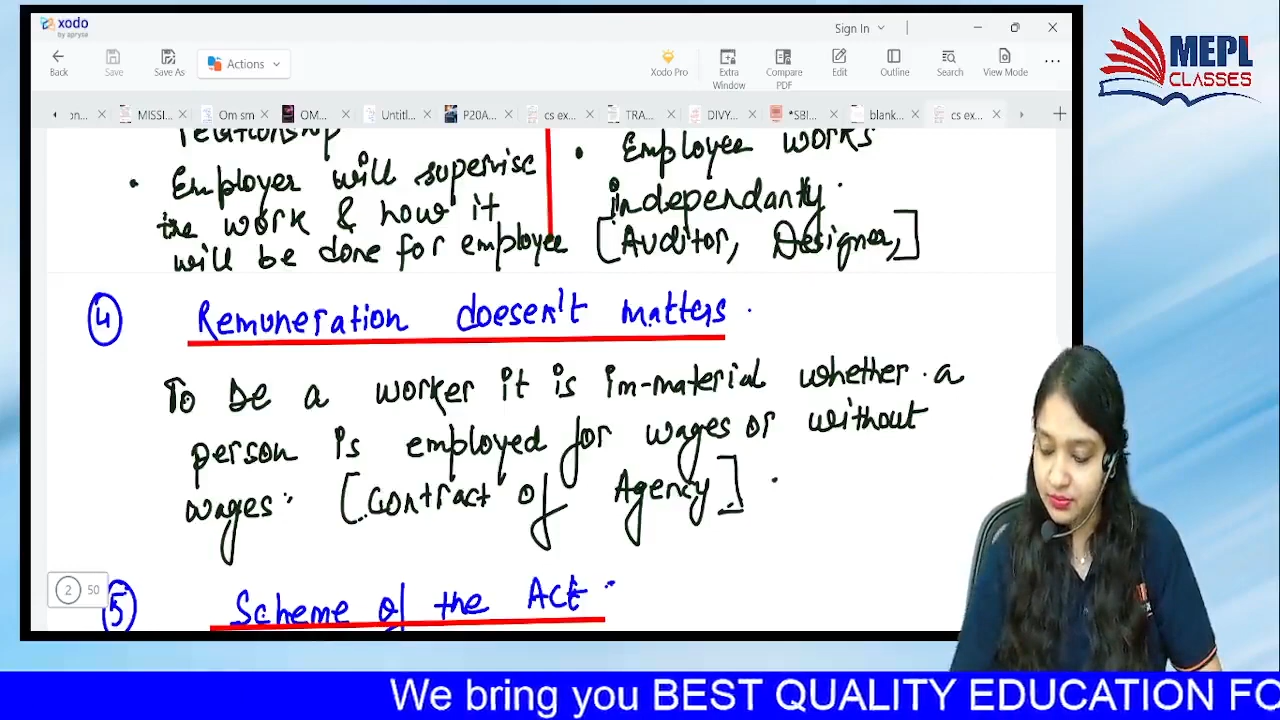 xodo
by apryse
Sign In
Back
Save
Save As
Actions
Xodo Pro
Extra Window
Compare PDF
Edit
Outline
Search
View Mode
MEPL
CLASSES
MISSI
Om sm
OM...
Untitl...
P20A...
cs ex...
TRA...
DIVY...
*SBI...
blank...
cs ex...
relationship
• Employer will supervise
the work & how it
will be done for employee
• Employee works
independantly.
[Auditor, Designer,]
4 Remuneration doesen't matters.
To be a worker it is im-material whether a
person is employed for wages or without
wages. [Contract of Agency].
5 Scheme of the Act.
2 50
We bring you BEST QUALITY EDUCATION FO